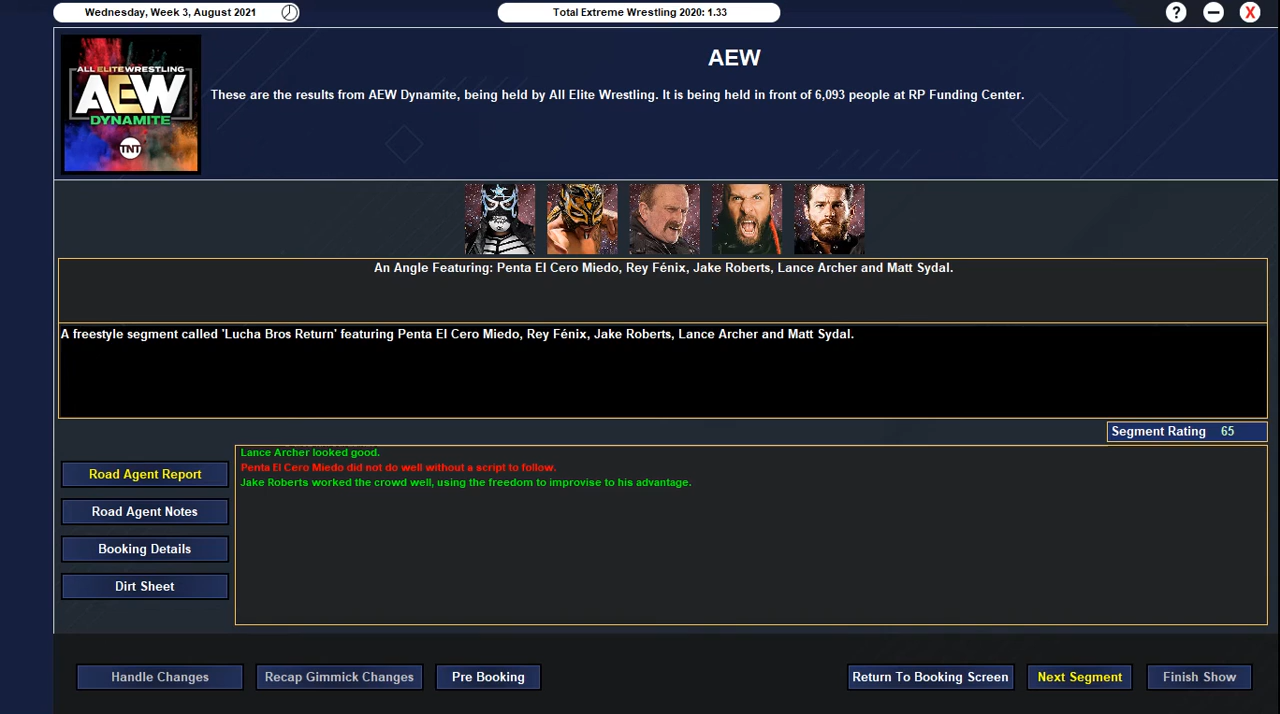 Wednesday, Week 3, August 2021
Total Extreme Wrestling 2020: 1.33
?
X
AEW
ALL ELITE WRESTLING
AEW
DYNAMITE
TNT
These are the results from AEW Dynamite, being held by All Elite Wrestling. It is being held in front of 6,093 people at RP Funding Center.
An Angle Featuring: Penta El Cero Miedo, Rey Fénix, Jake Roberts, Lance Archer and Matt Sydal.
A freestyle segment called 'Lucha Bros Return' featuring Penta El Cero Miedo, Rey Fénix, Jake Roberts, Lance Archer and Matt Sydal.
Segment Rating 65
Road Agent Report
Road Agent Notes
Booking Details
Dirt Sheet
Lance Archer looked good.
Penta El Cero Miedo did not do well without a script to follow.
Jake Roberts worked the crowd well, using the freedom to improvise to his advantage.
Handle Changes
Recap Gimmick Changes
Pre Booking
Return To Booking Screen
Next Segment
Finish Show